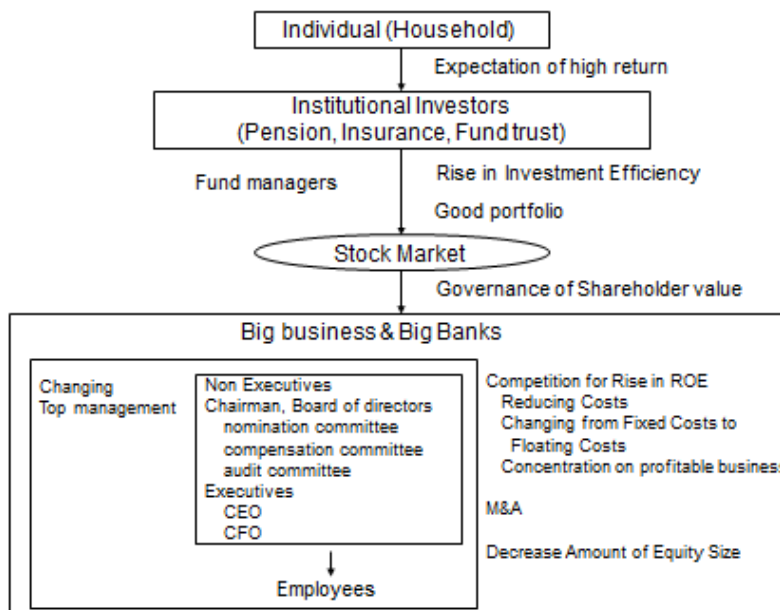 Individual (Household)
Expectation of high return
Institutional Investors
(Pension, Insurance, Fund trust)
Fund managers
Rise in Investment Efficiency
Good portfolio
Stock Market
Governance of Shareholder value
Big business & Big Banks
Changing
Top management
Non Executives
Chairman, Board of directors
nomination committee
compensation committee
audit committee
Executives
CEO
CFO
Employees
Competition for Rise in ROE
Reducing Costs
Changing from Fixed Costs to
Floating Costs
Concentration on profitable business
M&A
Decrease Amount of Equity Size